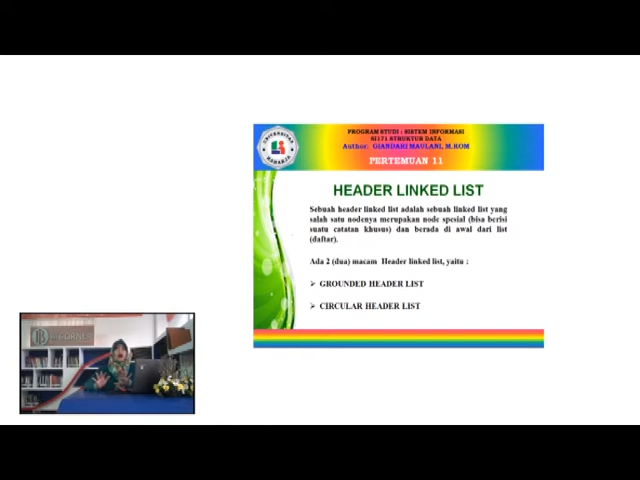 PROGRAM STUDI : SISTEM INFORMASI
SI171 STRUKTUR DATA
Author: GIANDARI MAULANI, M.KOM
PERTEMUAN 11
UNIVERSITAS
RAHARJA
HEADER LINKED LIST
Sebuah header linked list adalah sebuah linked list yang
salah satu nodenya merupakan node spesial (bisa berisi
suatu catatan khusus) dan berada di awal dari list
(daftar).
Ada 2 (dua) macam Header linked list, yaitu :
➢ GROUNDED HEADER LIST
➢ CIRCULAR HEADER LIST
CORNER